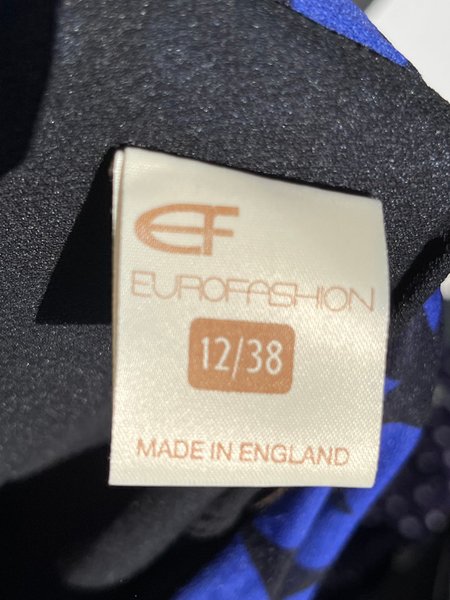 EF
EUROFASHION
12/38
MADE IN ENGLAND